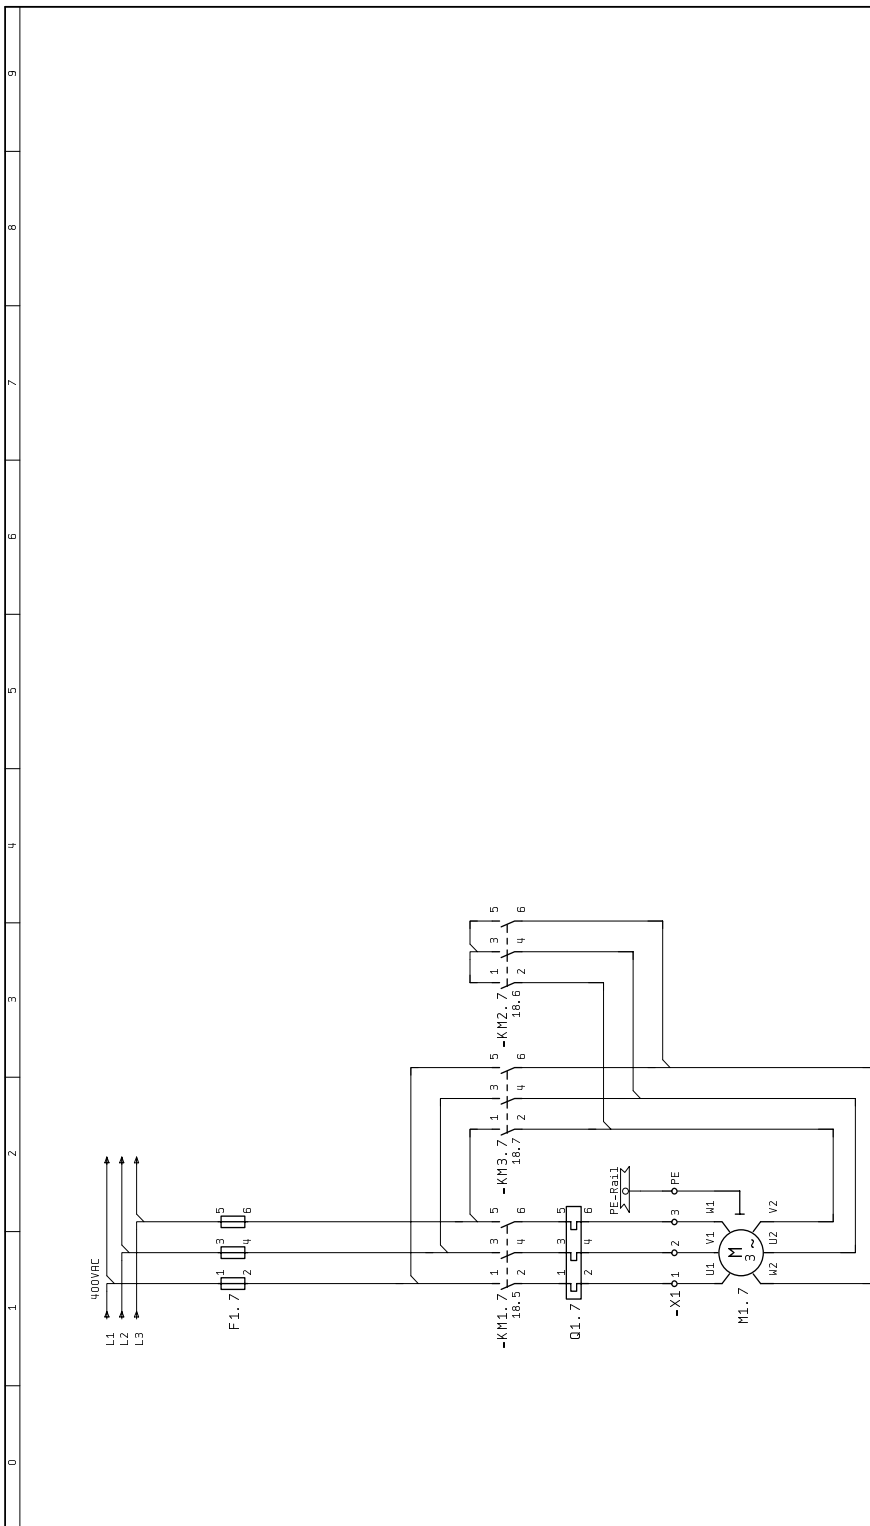 0 1 2 3 4 5 6 7 8 9
400VAC
L1
L2
L3
F1.7
1 3 5
2 4 6
-KM1.7
18.5
1 3 5
2 4 6
-KM3.7
18.7
1 3 5
2 4 6
-KM2.7
18.6
1 3 5
2 4 6
Q1.7
1 3 5
2 4 6
PE-Rail
-X1 1 2 3 PE
U1 V1 W1
M1.7
M
3 ~
W2 U2 V2